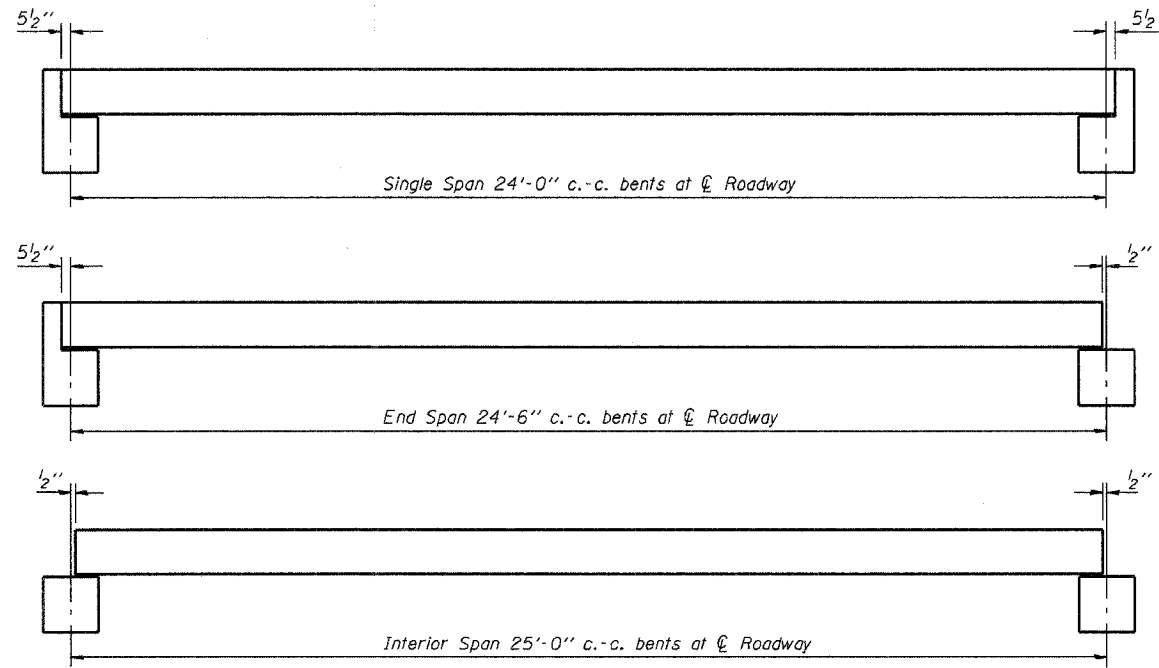 5½" 5½
Single Span 24'-0" c.-c. bents at ℄ Roadway
5½" ½"
End Span 24'-6" c.-c. bents at ℄ Roadway
½" ½"
Interior Span 25'-0" c.-c. bents at ℄ Roadway